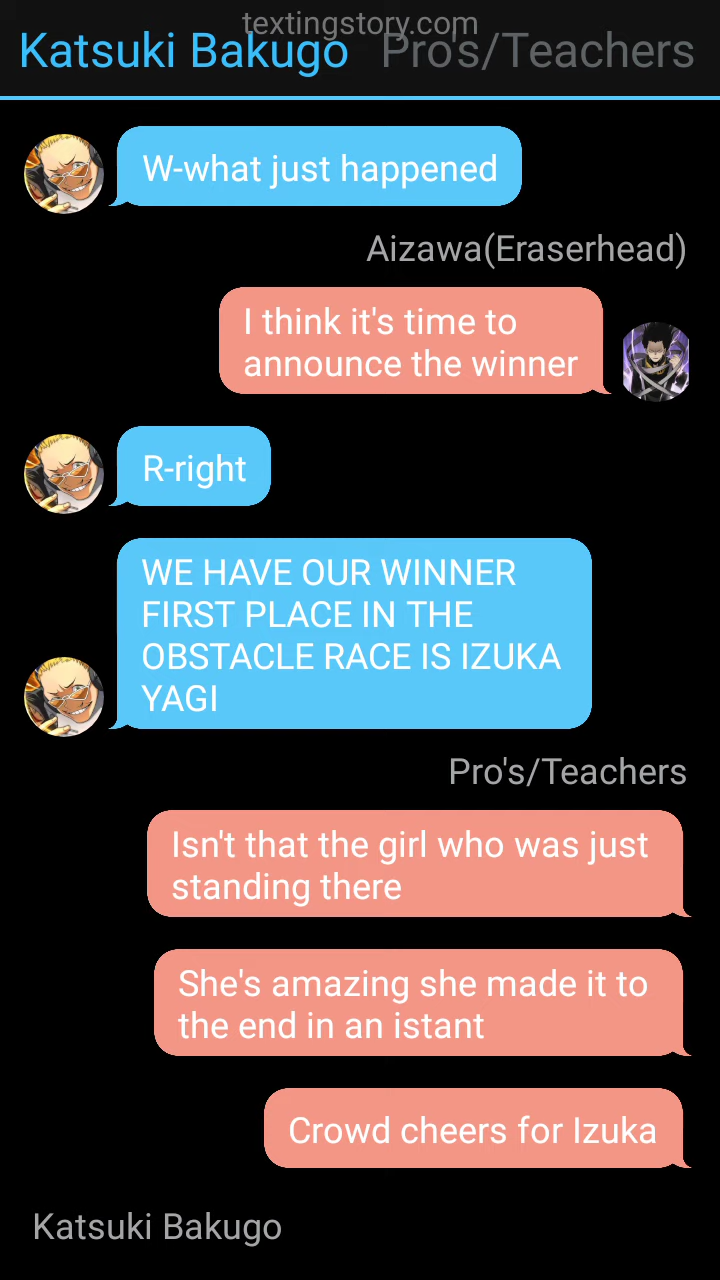 textingstory.com
Katsuki Bakugo Pro's/Teachers
W-what just happened
Aizawa(Eraserhead)
I think it's time to
announce the winner
R-right
WE HAVE OUR WINNER
FIRST PLACE IN THE
OBSTACLE RACE IS IZUKA
YAGI
Pro's/Teachers
Isn't that the girl who was just
standing there
She's amazing she made it to
the end in an istant
Crowd cheers for Izuka
Katsuki Bakugo